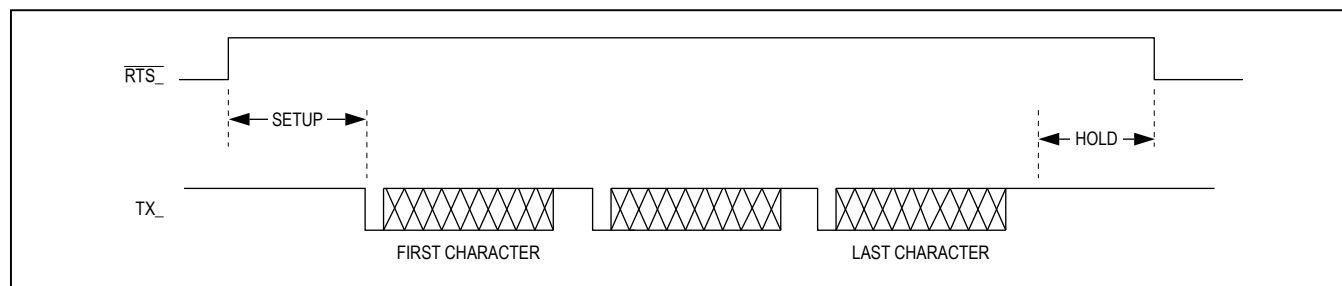 RTS_
SETUP
HOLD
TX_
FIRST CHARACTER
LAST CHARACTER